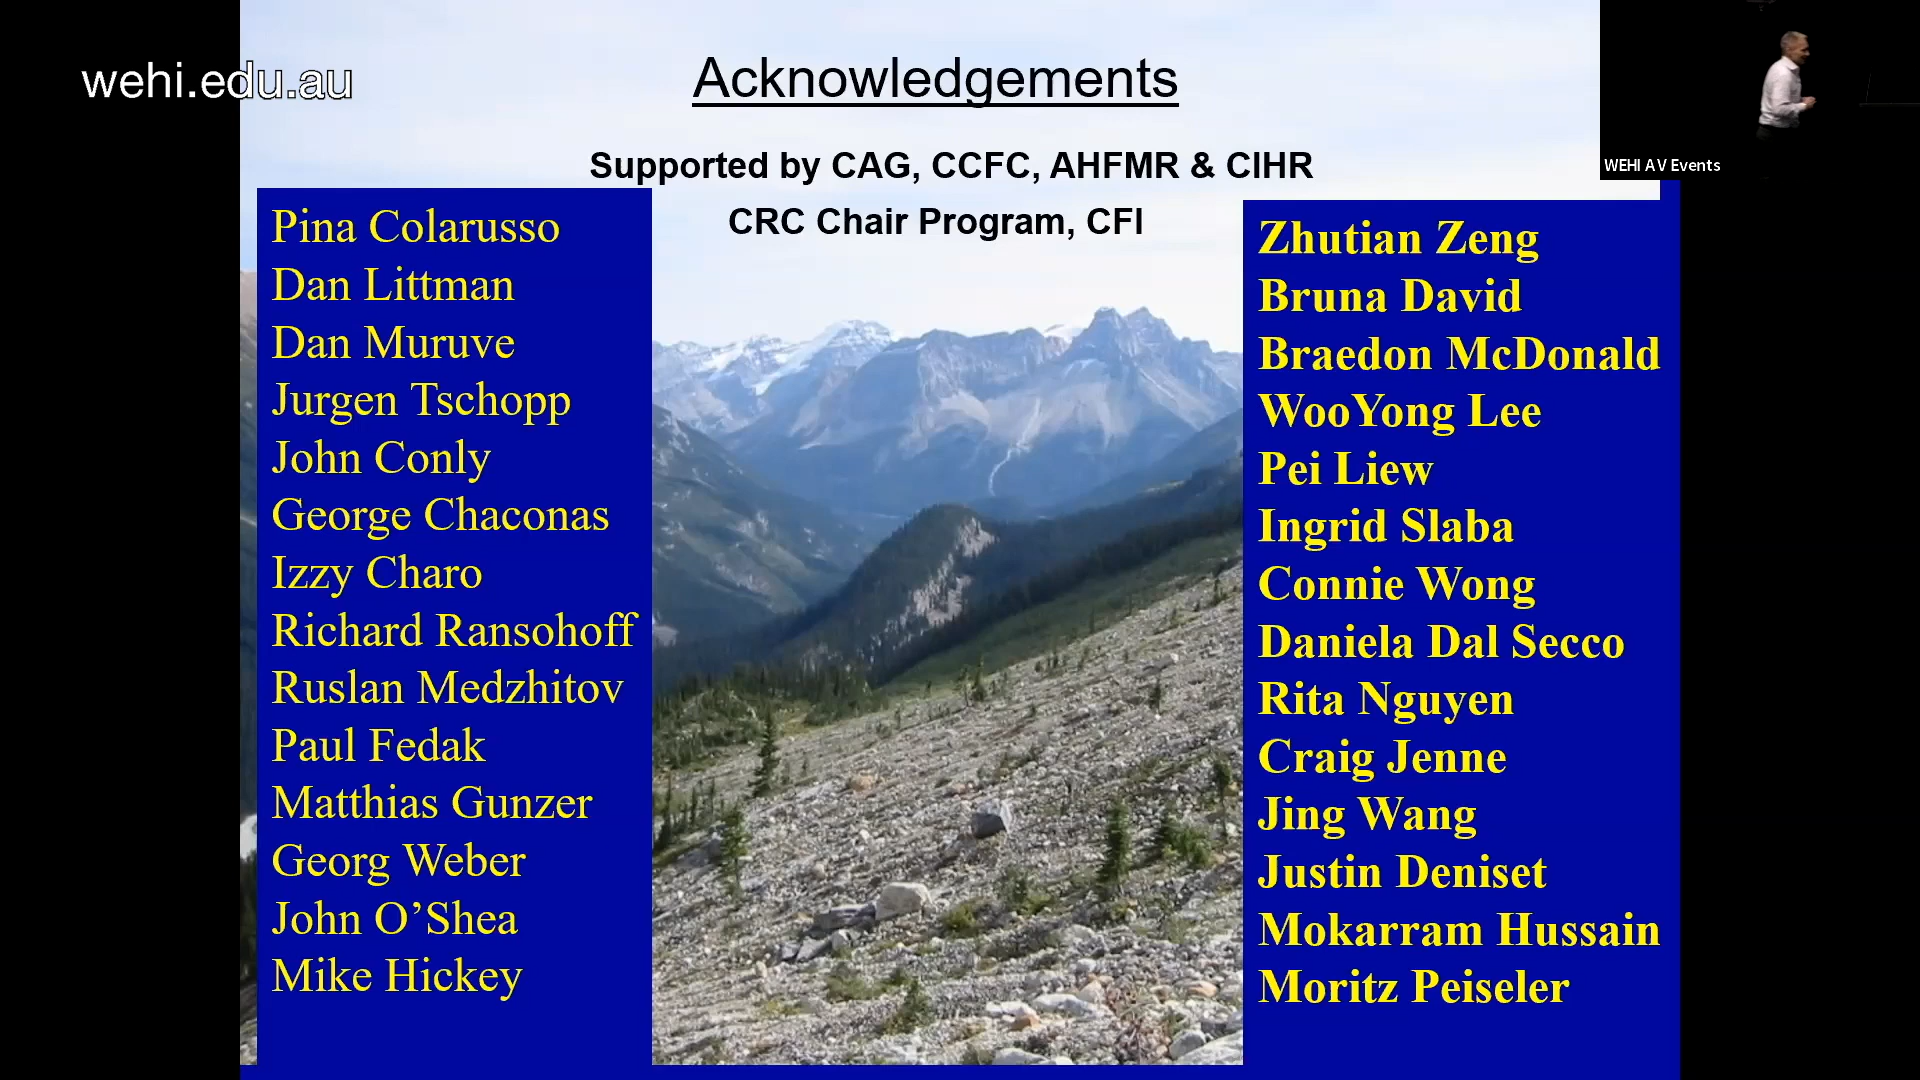 wehi.edu.au
Acknowledgements
Supported by CAG, CCFC, AHFMR & CIHR
CRC Chair Program, CFI
WEHI AV Events
Pina Colarusso
Dan Littman
Dan Muruve
Jurgen Tschopp
John Conly
George Chaconas
Izzy Charo
Richard Ransohoff
Ruslan Medzhitov
Paul Fedak
Matthias Gunzer
Georg Weber
John O’Shea
Mike Hickey
Zhutian Zeng
Bruna David
Braedon McDonald
WooYong Lee
Pei Liew
Ingrid Slaba
Connie Wong
Daniela Dal Secco
Rita Nguyen
Craig Jenne
Jing Wang
Justin Deniset
Mokarram Hussain
Moritz Peiseler